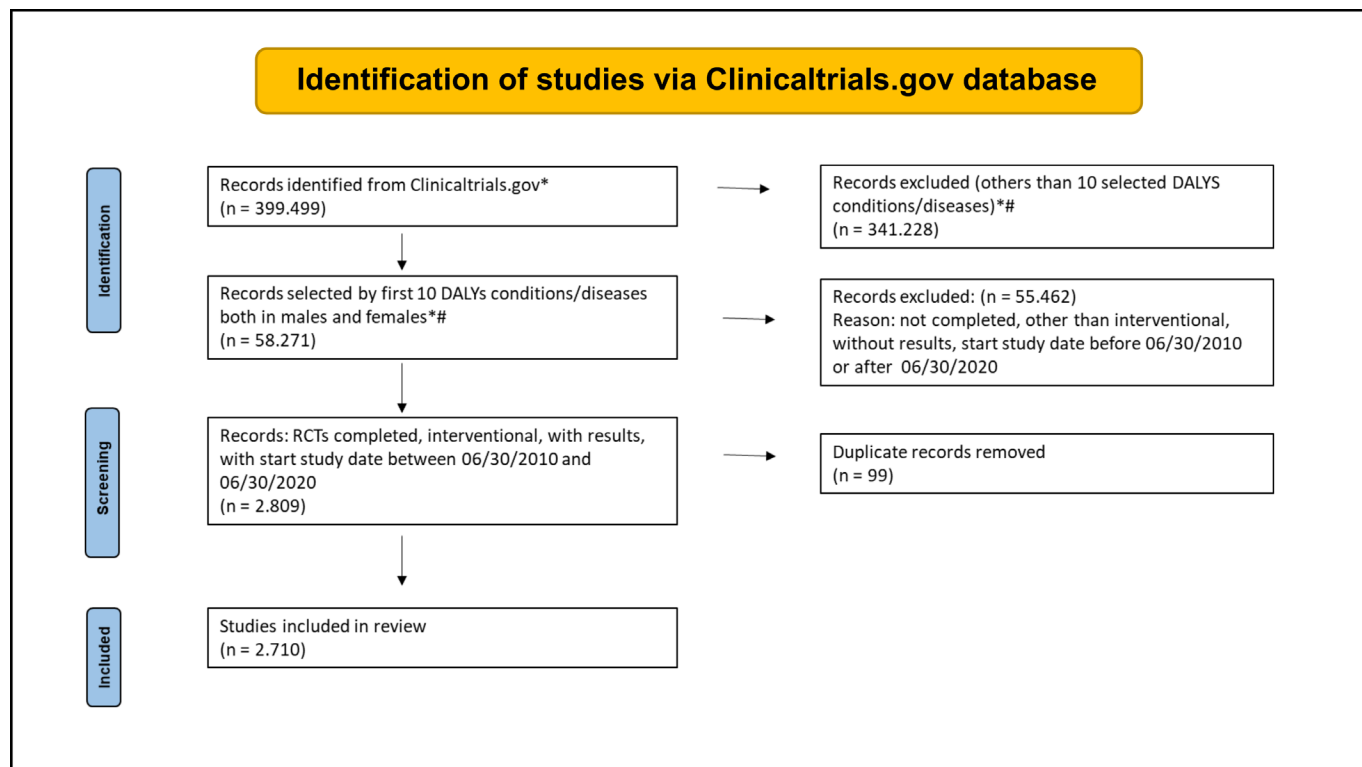 Identification of studies via Clinicaltrials.gov database
Identification
Records identified from Clinicaltrials.gov*
(n = 399.499)
Records excluded (others than 10 selected DALYS
conditions/diseases)*#
(n = 341.228)
Records selected by first 10 DALYs conditions/diseases
both in males and females*#
(n = 58.271)
Records excluded: (n = 55.462)
Reason: not completed, other than interventional,
without results, start study date before 06/30/2010
or after 06/30/2020
Screening
Records: RCTs completed, interventional, with results,
with start study date between 06/30/2010 and
06/30/2020
(n = 2.809)
Duplicate records removed
(n = 99)
Included
Studies included in review
(n = 2.710)